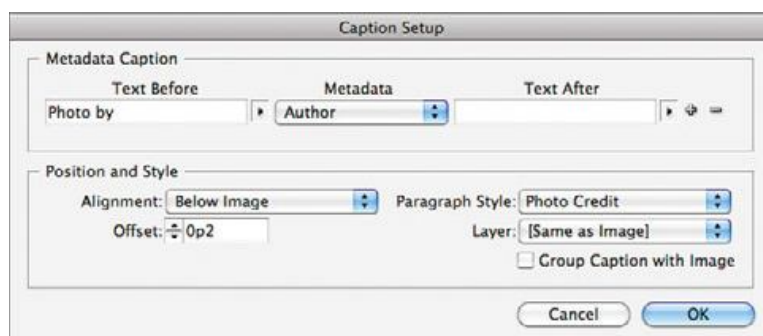 Caption Setup
Metadata Caption
Text Before Metadata Text After
Photo by Author
Position and Style
Alignment: Below Image Paragraph Style: Photo Credit
Offset: 0p2 Layer: [Same as Image]
Group Caption with Image
Cancel OK